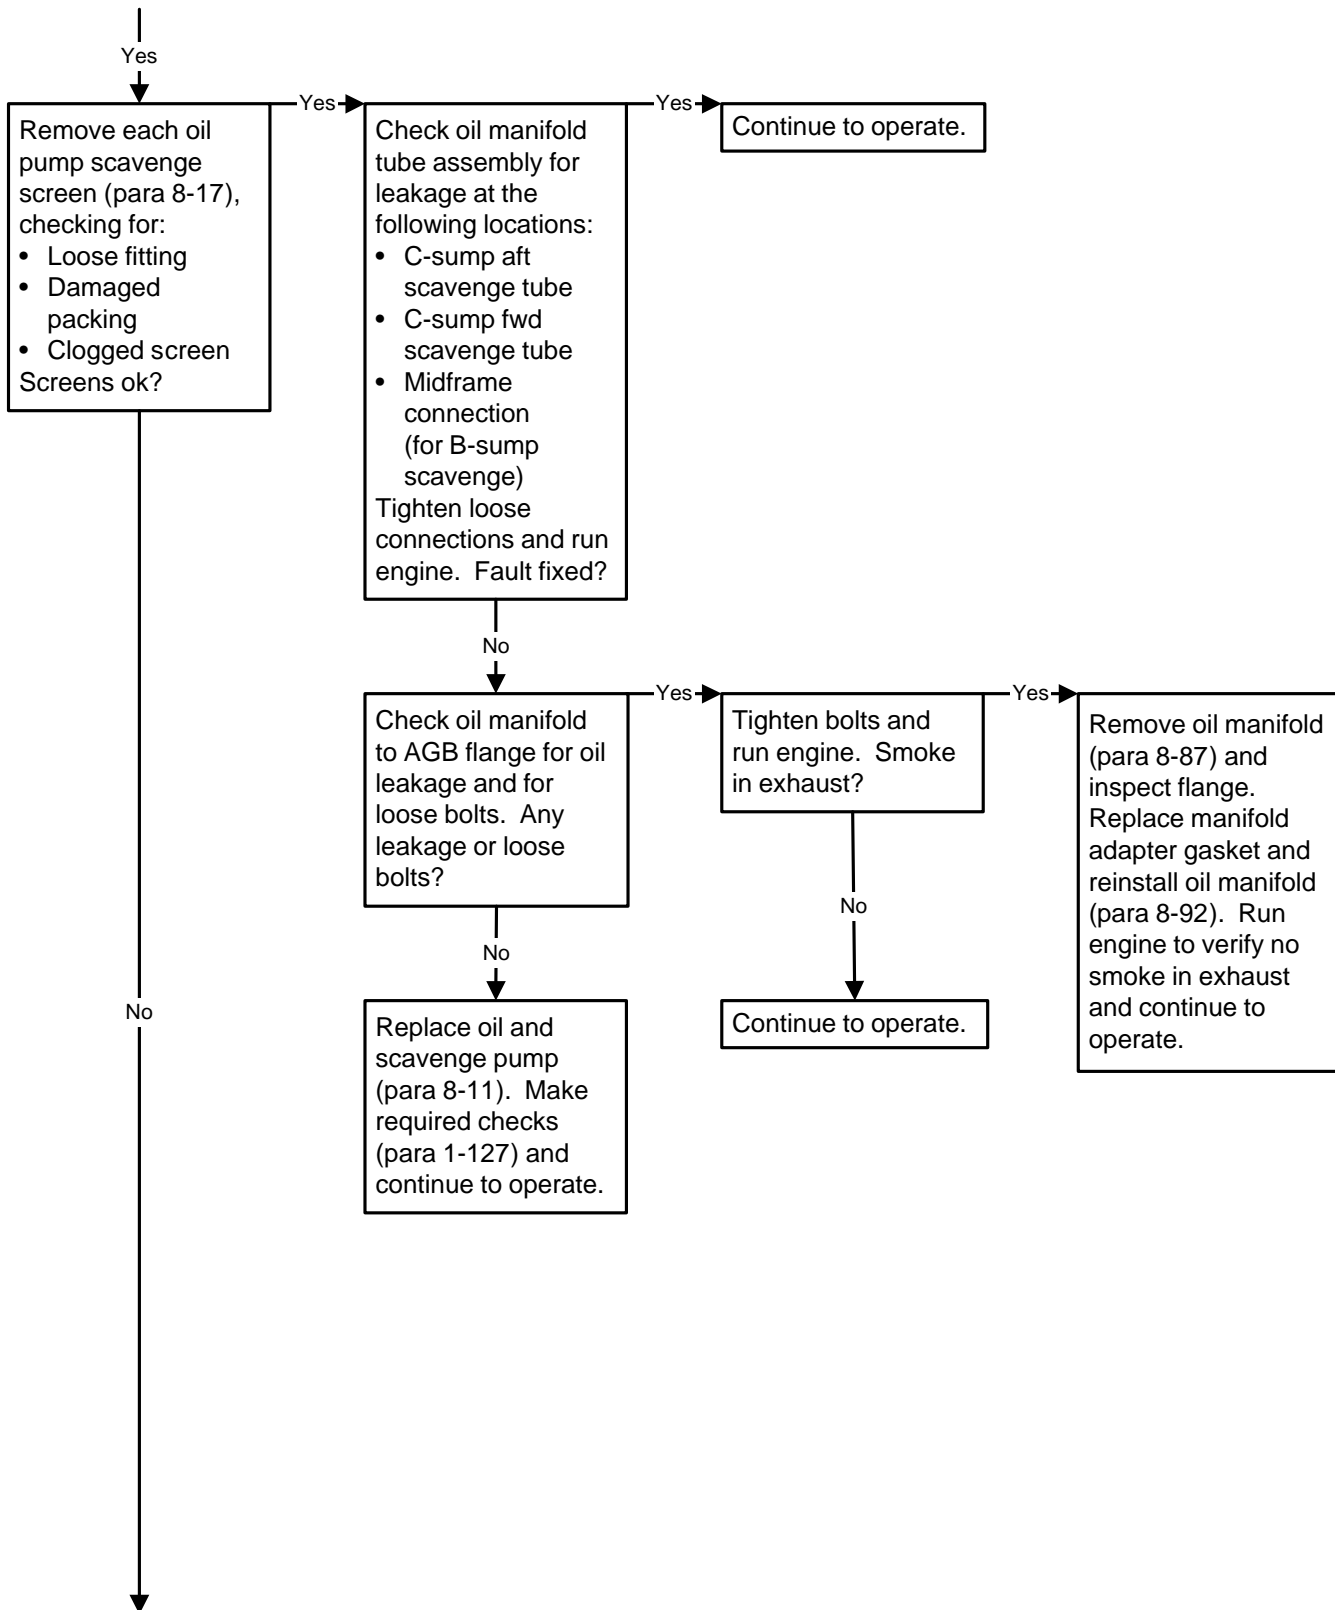 Yes
Remove each oil
pump scavenge
screen (para 8-17),
checking for:
• Loose fitting
• Damaged
packing
• Clogged screen
Screens ok?
Yes
Check oil manifold
tube assembly for
leakage at the
following locations:
• C-sump aft
scavenge tube
• C-sump fwd
scavenge tube
• Midframe
connection
(for B-sump
scavenge)
Tighten loose
connections and run
engine.  Fault fixed?
Yes
Continue to operate.
No
Check oil manifold
to AGB flange for oil
leakage and for
loose bolts.  Any
leakage or loose
bolts?
Yes
Tighten bolts and
run engine.  Smoke
in exhaust?
Yes
Remove oil manifold
(para 8-87) and
inspect flange.
Replace manifold
adapter gasket and
reinstall oil manifold
(para 8-92).  Run
engine to verify no
smoke in exhaust
and continue to
operate.
No
Continue to operate.
No
Replace oil and
scavenge pump
(para 8-11).  Make
required checks
(para 1-127) and
continue to operate.
No